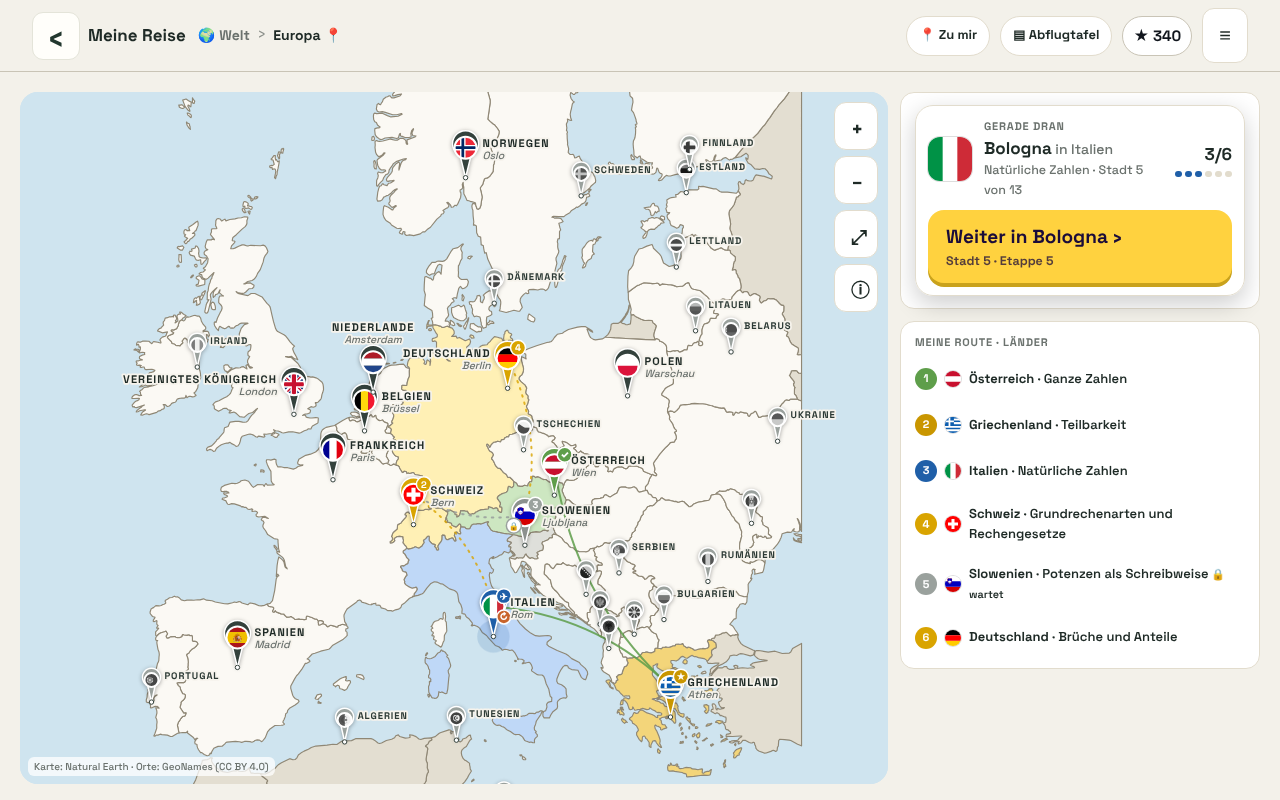 <
Meine Reise
Welt > Europa
Zu mir
Abflugtafel
★ 340
≡
NORWEGEN
Oslo
FINNLAND
SCHWEDEN
ESTLAND
LETTLAND
DÄNEMARK
LITAUEN
BELARUS
NIEDERLANDE
Amsterdam
IRLAND
DEUTSCHLAND
Berlin
4
POLEN
Warschau
VEREINIGTES KÖNIGREICH
London
BELGIEN
Brüssel
UKRAINE
TSCHECHIEN
FRANKREICH
Paris
ÖSTERREICH
Wien
SCHWEIZ
Bern
2
SLOWENIEN
Ljubljana
3
SERBIEN
RUMÄNIEN
BULGARIEN
ITALIEN
Rom
SPANIEN
Madrid
PORTUGAL
GRIECHENLAND
Athen
ALGERIEN
TUNESIEN
Karte: Natural Earth · Orte: GeoNames (CC BY 4.0)
+
−
GERADE DRAN
Bologna in Italien
Natürliche Zahlen · Stadt 5
von 13
3/6
Weiter in Bologna >
Stadt 5 · Etappe 5
MEINE ROUTE · LÄNDER
1 Österreich · Ganze Zahlen
2 Griechenland · Teilbarkeit
3 Italien · Natürliche Zahlen
4 Schweiz · Grundrechenarten und
Rechengesetze
5 Slowenien · Potenzen als Schreibweise
wartet
6 Deutschland · Brüche und Anteile